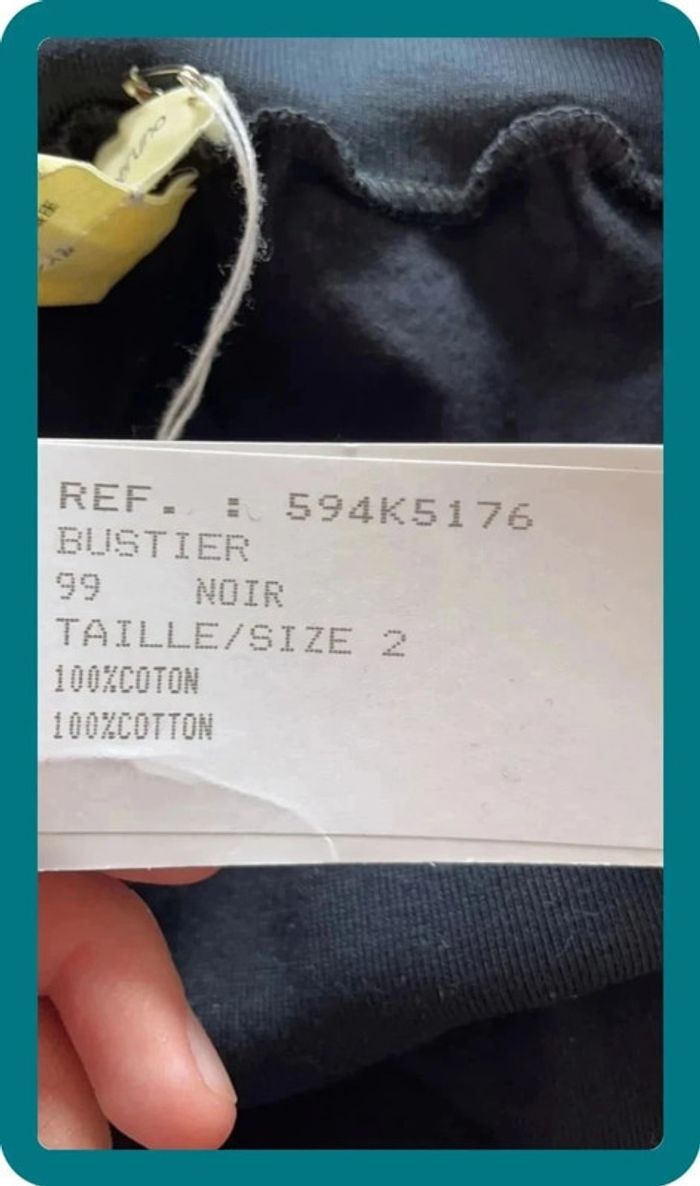 REF. : 594K5176
BUSTIER
99 NOIR
TAILLE/SIZE 2
100%COTON
100%COTTON